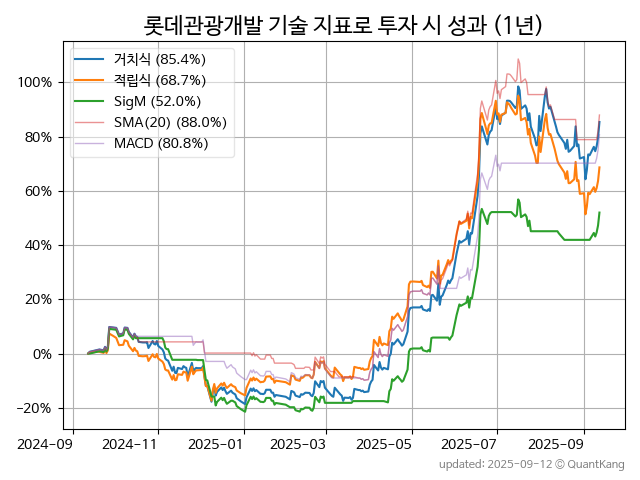 롯데관광개발 기술 지표로 투자 시 성과 (1년)
거치식 (85.4%)
적립식 (68.7%)
SigM (52.0%)
SMA(20) (88.0%)
MACD (80.8%)
100%
80%
60%
40%
20%
0%
−20%
2024-09 2024-11 2025-01 2025-03 2025-05 2025-07 2025-09
updated: 2025-09-12 © QuantKang